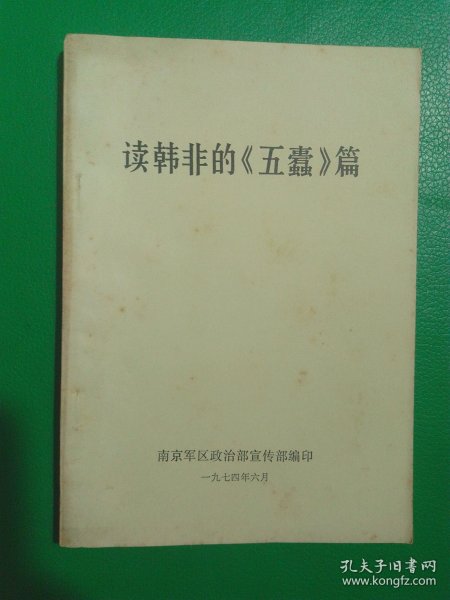 读韩非的《五蠹》篇
南京军区政治部宣传部编印
一九七四年六月
孔夫子旧书网
www.kongfz.com